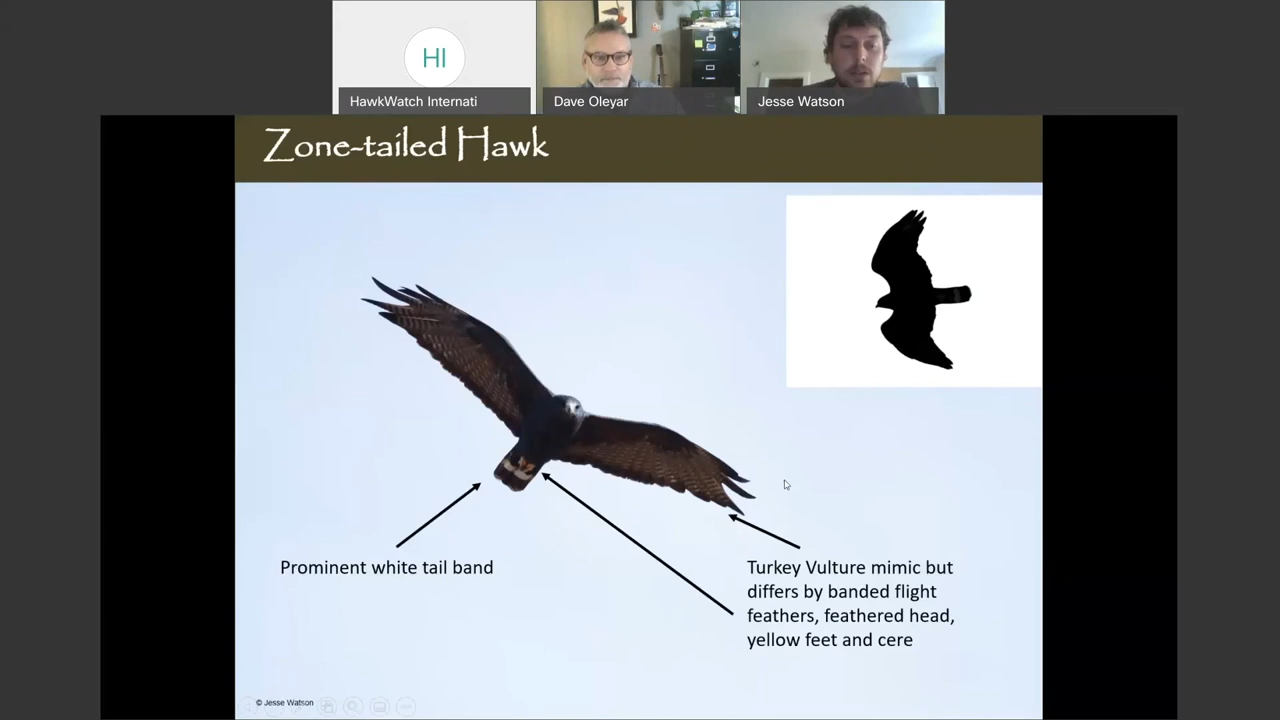 HI
HawkWatch Internati
Dave Oleyar
Jesse Watson
Zone-tailed Hawk
Prominent white tail band
Turkey Vulture mimic but
differs by banded flight
feathers, feathered head,
yellow feet and cere
© Jesse Watson